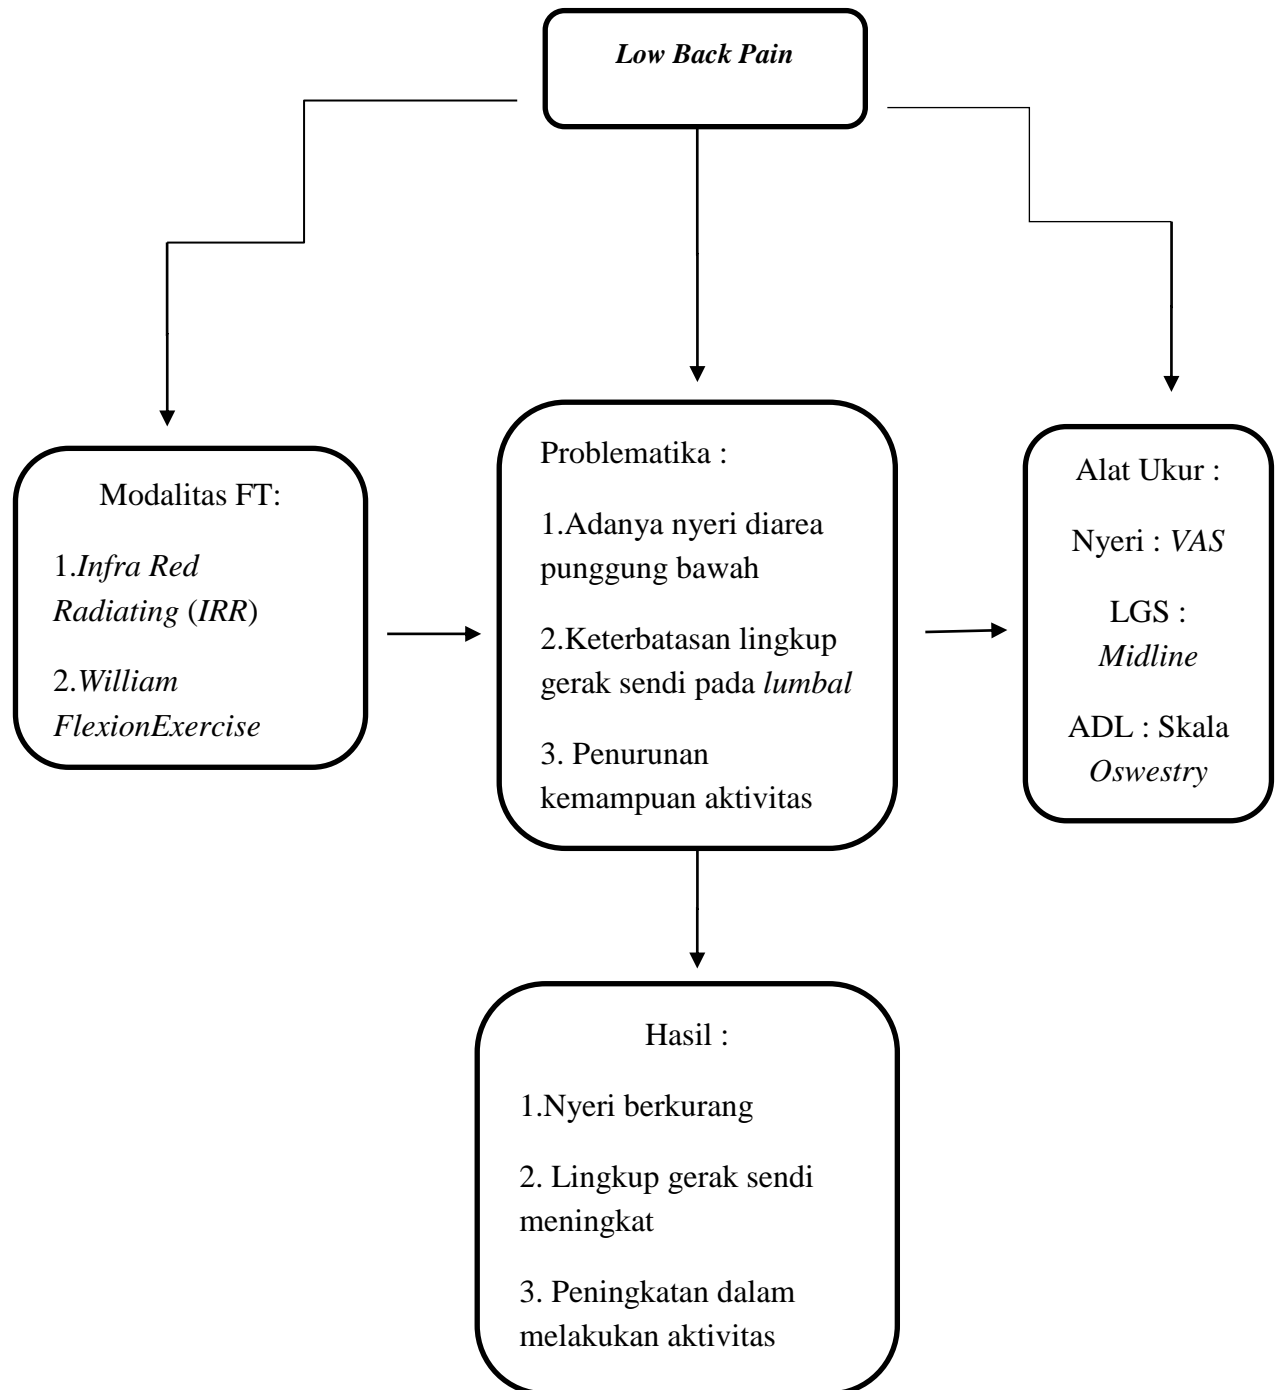 Low Back Pain
Modalitas FT:
1.Infra Red
Radiating (IRR)
2.William
FlexionExercise
Problematika :
1.Adanya nyeri diarea
punggung bawah
2.Keterbatasan lingkup
gerak sendi pada lumbal
3. Penurunan
kemampuan aktivitas
Alat Ukur :
Nyeri : VAS
LGS :
Midline
ADL : Skala
Oswestry
Hasil :
1.Nyeri berkurang
2. Lingkup gerak sendi
meningkat
3. Peningkatan dalam
melakukan aktivitas